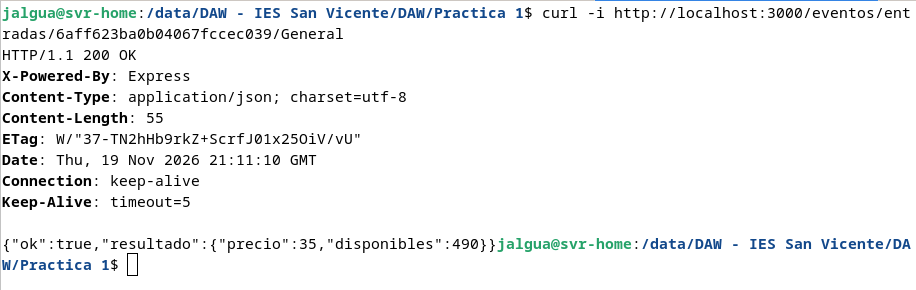 jalgua@svr-home:/data/DAW - IES San Vicente/DAW/Practica 1$ curl -i http://localhost:3000/eventos/ent
radas/6aff623ba0b04067fccec039/General
HTTP/1.1 200 OK
X-Powered-By: Express
Content-Type: application/json; charset=utf-8
Content-Length: 55
ETag: W/"37-TN2hHb9rkZ+ScrfJ01x25OiV/vU"
Date: Thu, 19 Nov 2026 21:11:10 GMT
Connection: keep-alive
Keep-Alive: timeout=5

{"ok":true,"resultado":{"precio":35,"disponibles":490}}jalgua@svr-home:/data/DAW - IES San Vicente/DA
W/Practica 1$